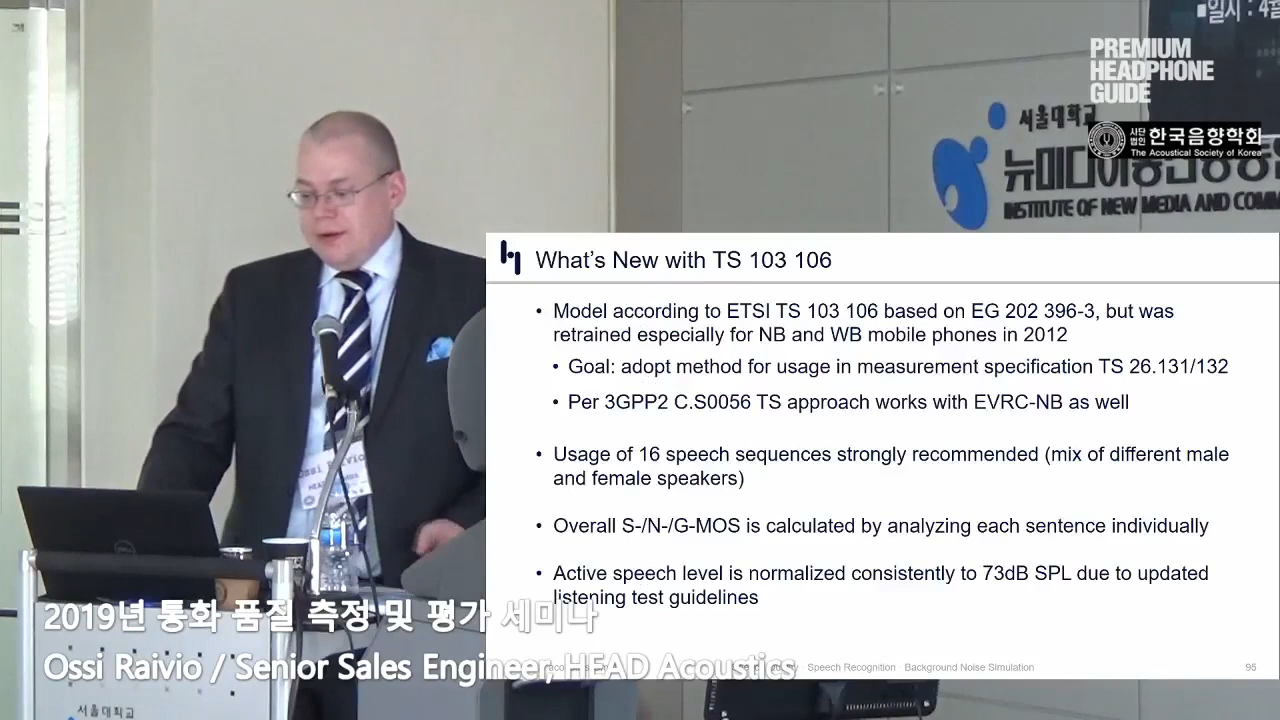 ■일시 : 4월
PREMIUM
HEADPHONE
GUIDE
서울대학교
사단법인 한국음향학회
The Acoustical Society of Korea
INSTITUTE OF NEW MEDIA AND COMM
What's New with TS 103 106
• Model according to ETSI TS 103 106 based on EG 202 396-3, but was
retrained especially for NB and WB mobile phones in 2012
• Goal: adopt method for usage in measurement specification TS 26.131/132
• Per 3GPP2 C.S0056 TS approach works with EVRC-NB as well
• Usage of 16 speech sequences strongly recommended (mix of different male
and female speakers)
• Overall S-/N-/G-MOS is calculated by analyzing each sentence individually
• Active speech level is normalized consistently to 73dB SPL due to updated
listening test guidelines
Speech Recognition Background Noise Simulation
95
DELL
2019년 통화 품질 측정 및 평가 세미나
Ossi Raivio / Senior Sales Engineer, HEAD Acoustics
서울대학교